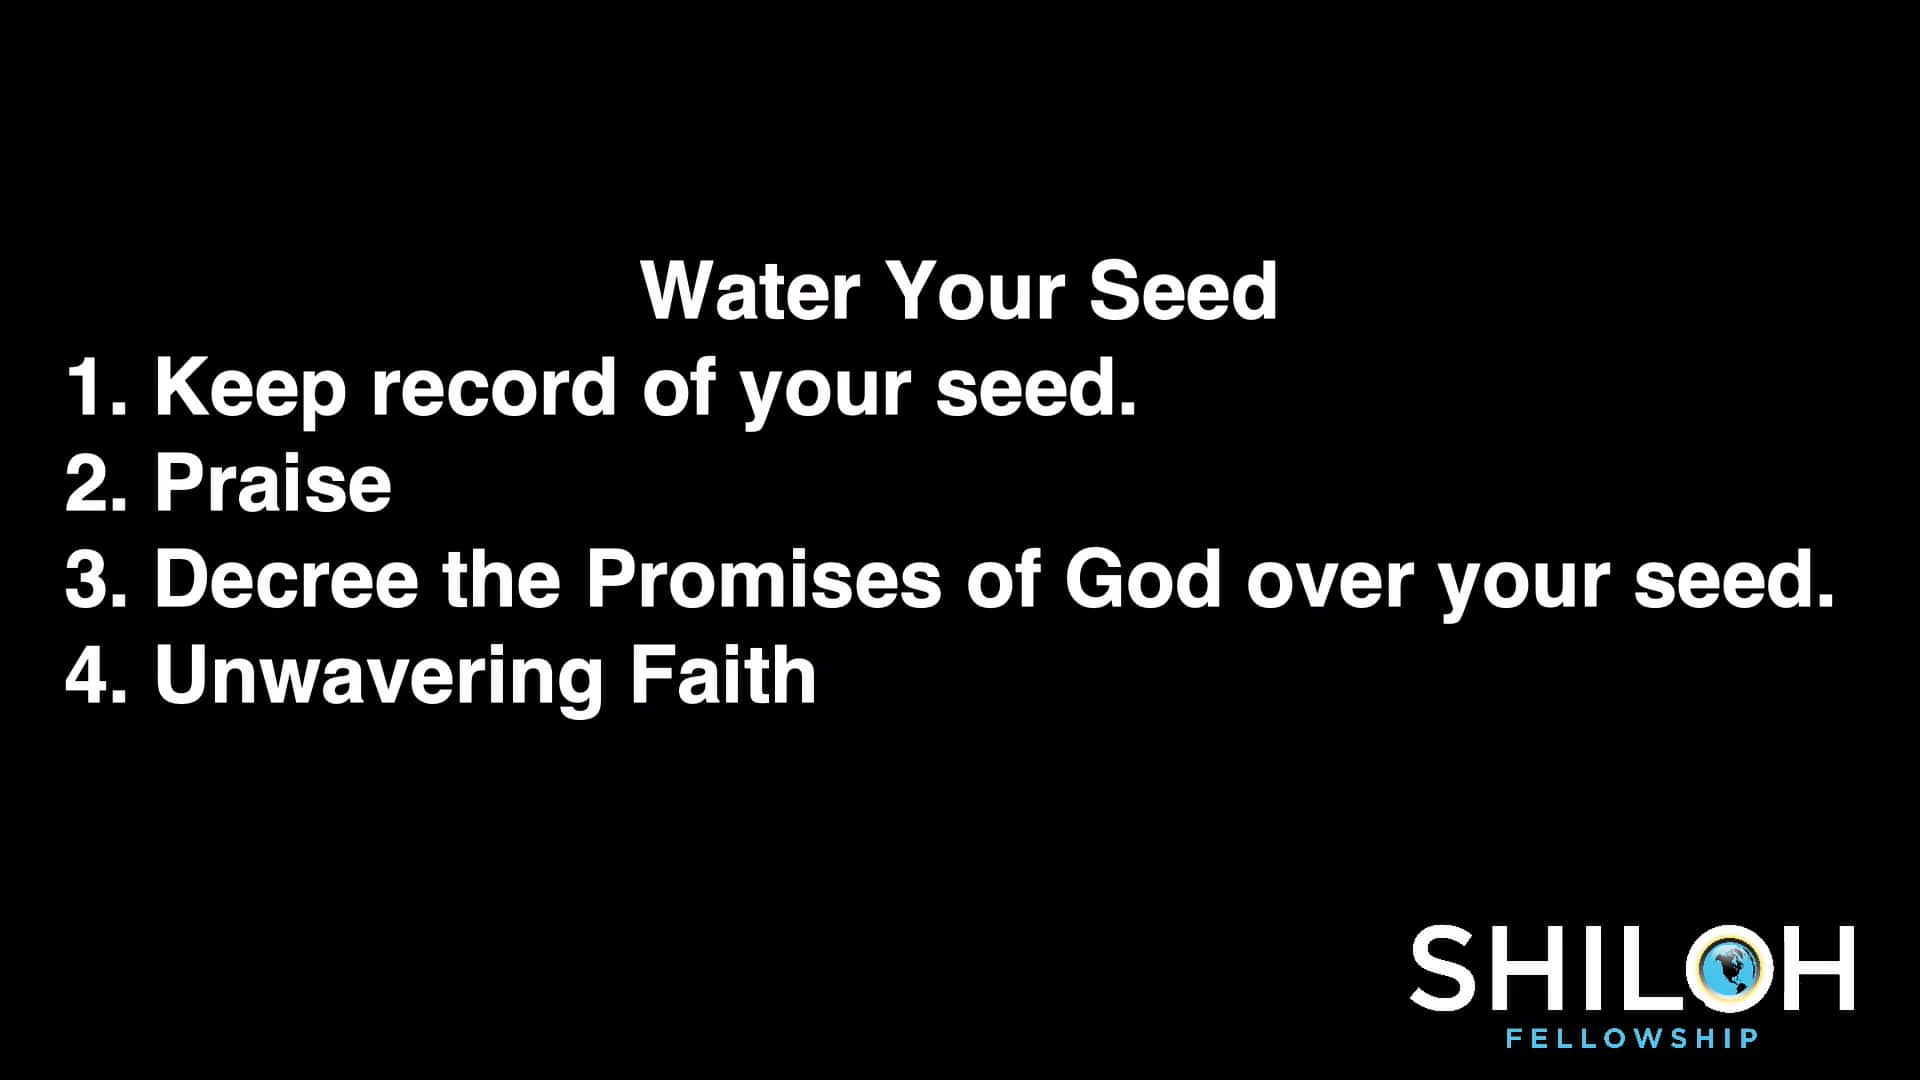 Water Your Seed
1. Keep record of your seed.
2. Praise
3. Decree the Promises of God over your seed.
4. Unwavering Faith
SHILOH
FELLOWSHIP